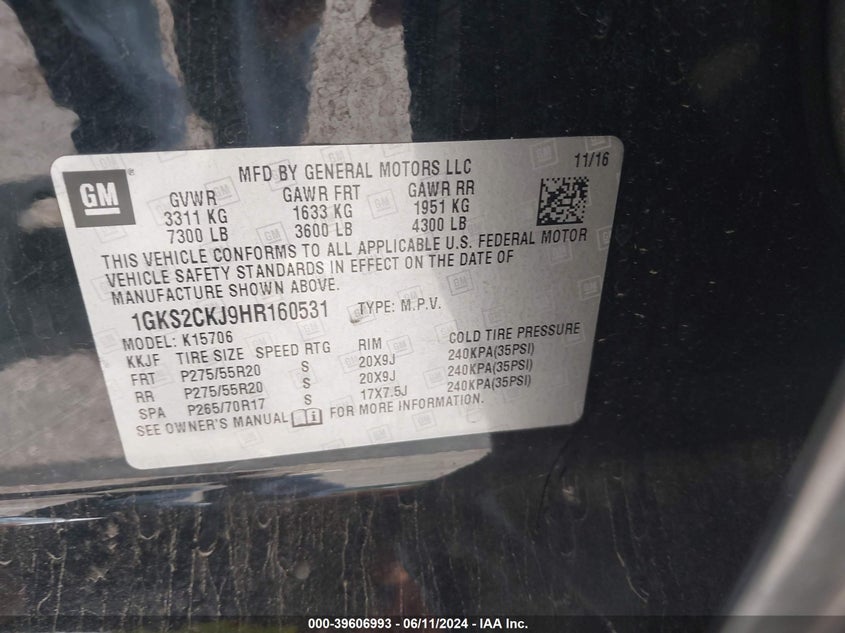 GM
MFD BY GENERAL MOTORS LLC 11/16
GVWR GAWR FRT GAWR RR
3311 KG 1633 KG 1951 KG
7300 LB 3600 LB 4300 LB
THIS VEHICLE CONFORMS TO ALL APPLICABLE U.S. FEDERAL MOTOR
VEHICLE SAFETY STANDARDS IN EFFECT ON THE DATE OF
MANUFACTURE SHOWN ABOVE.
1GKS2CKJ9HR160531 TYPE: M.P.V.
MODEL: K15706
KKJF TIRE SIZE SPEED RTG RIM COLD TIRE PRESSURE
FRT P275/55R20 S 20X9J 240KPA(35PSI)
RR P275/55R20 S 20X9J 240KPA(35PSI)
SPA P265/70R17 S 17X7.5J 240KPA(35PSI)
SEE OWNER'S MANUAL FOR MORE INFORMATION.
000-39606993 - 06/11/2024 - IAA Inc.